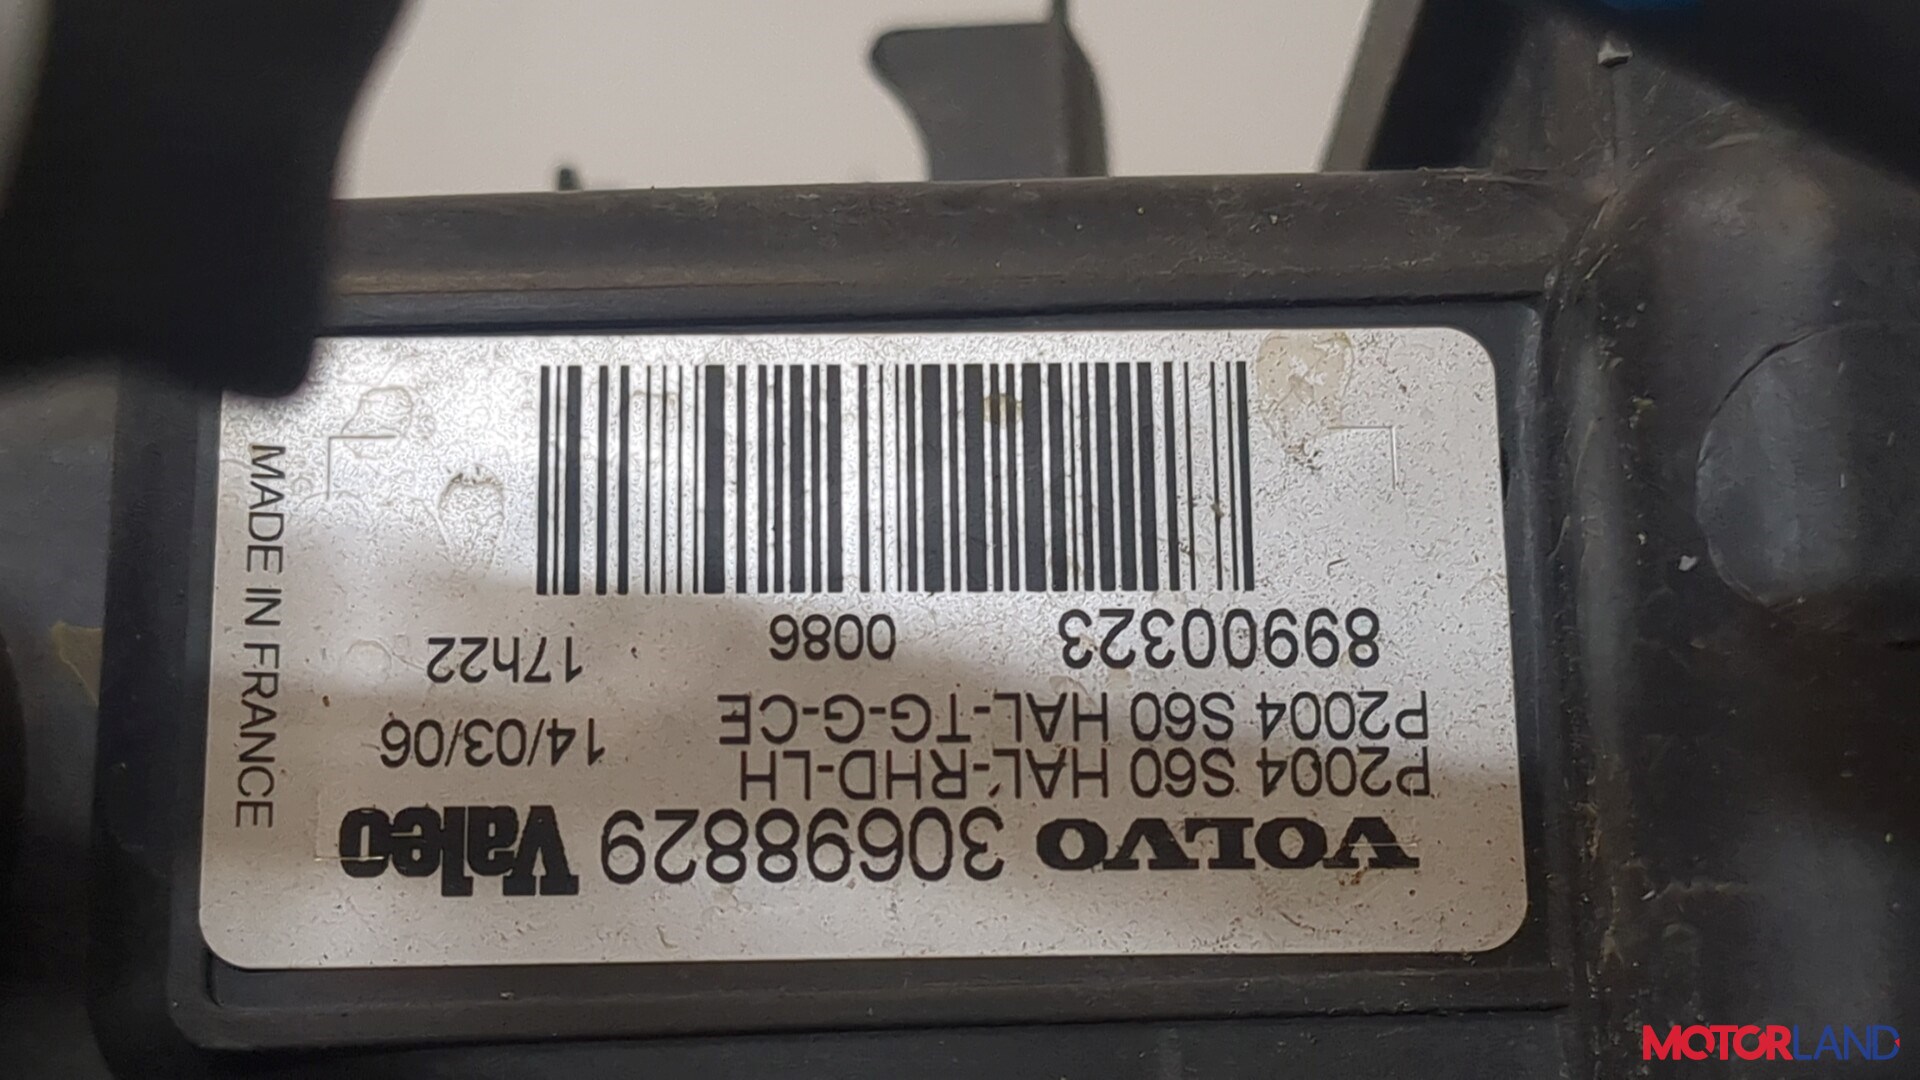 VOLVO 30698829 Valeo
P2004 S60 HAL-RHD-LH 14/03/06
P2004 S60 HAL-TG-G-CE
89900323 0086 17h22
MADE IN FRANCE
MOTORLAND